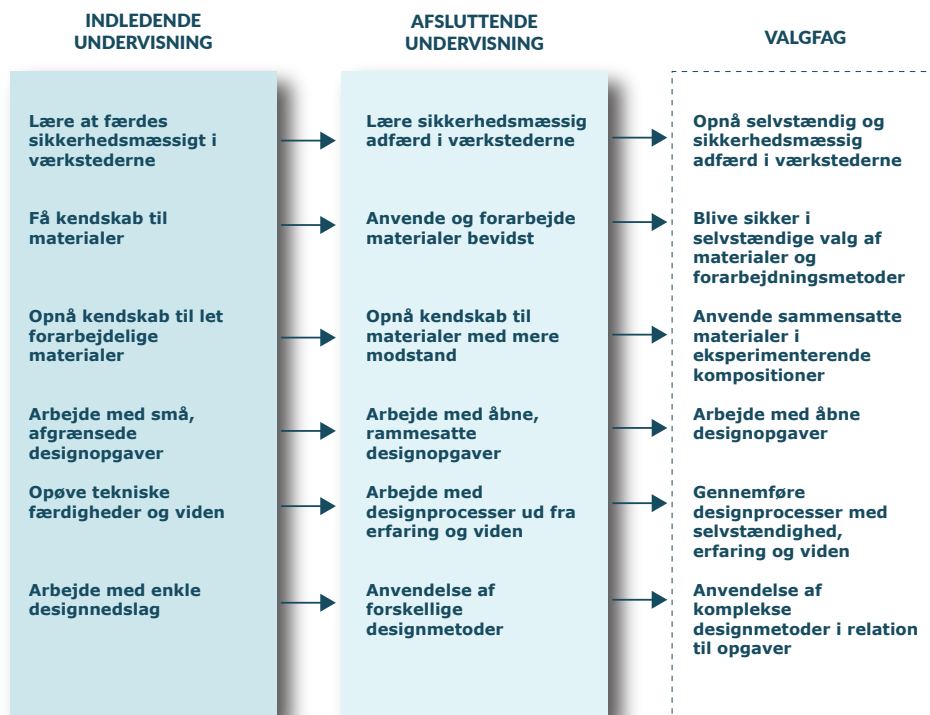 INDLEDENDE
UNDERVISNING
AFSLUTTENDE
UNDERVISNING
VALGFAG
Lære at færdes
sikkerhedsmæssigt i
værkstederne
Lære sikkerhedsmæssig
adfærd i værkstederne
Opnå selvstændig og
sikkerhedsmæssig
adfærd i værkstederne
Få kendskab til
materialer
Anvende og forarbejde
materialer bevidst
Blive sikker i
selvstændige valg af
materialer og
forarbejdningsmetoder
Opnå kendskab til let
forarbejdelige
materialer
Opnå kendskab til
materialer med mere
modstand
Anvende sammensatte
materialer i
eksperimenterende
kompositioner
Arbejde med små,
afgrænsede
designopgaver
Arbejde med åbne,
rammesatte
designopgaver
Arbejde med åbne
designopgaver
Opøve tekniske
færdigheder og viden
Arbejde med
designprocesser ud fra
erfaring og viden
Gennemføre
designprocesser med
selvstændighed,
erfaring og viden
Arbejde med enkle
designnedslag
Anvendelse af
forskellige
designmetoder
Anvendelse af
komplekse
designmetoder i relation
til opgaver